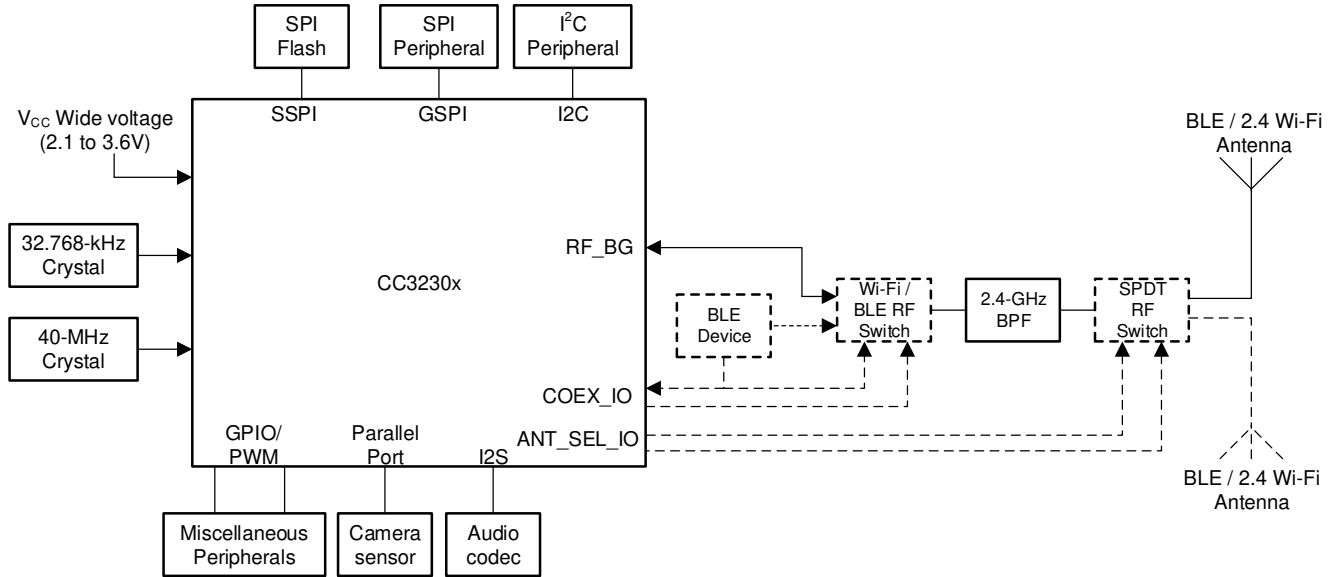 SPI
Flash
SPI
Peripheral
I²C
Peripheral
SSPI
GSPI
I2C
VCC Wide voltage
(2.1 to 3.6V)
32.768-kHz
Crystal
40-MHz
Crystal
CC3230x
RF_BG
COEX_IO
ANT_SEL_IO
GPIO/
PWM
Parallel
Port
I2S
Miscellaneous
Peripherals
Camera
sensor
Audio
codec
BLE
Device
Wi-Fi /
BLE RF
Switch
2.4-GHz
BPF
SPDT
RF
Switch
BLE / 2.4 Wi-Fi
Antenna
BLE / 2.4 Wi-Fi
Antenna